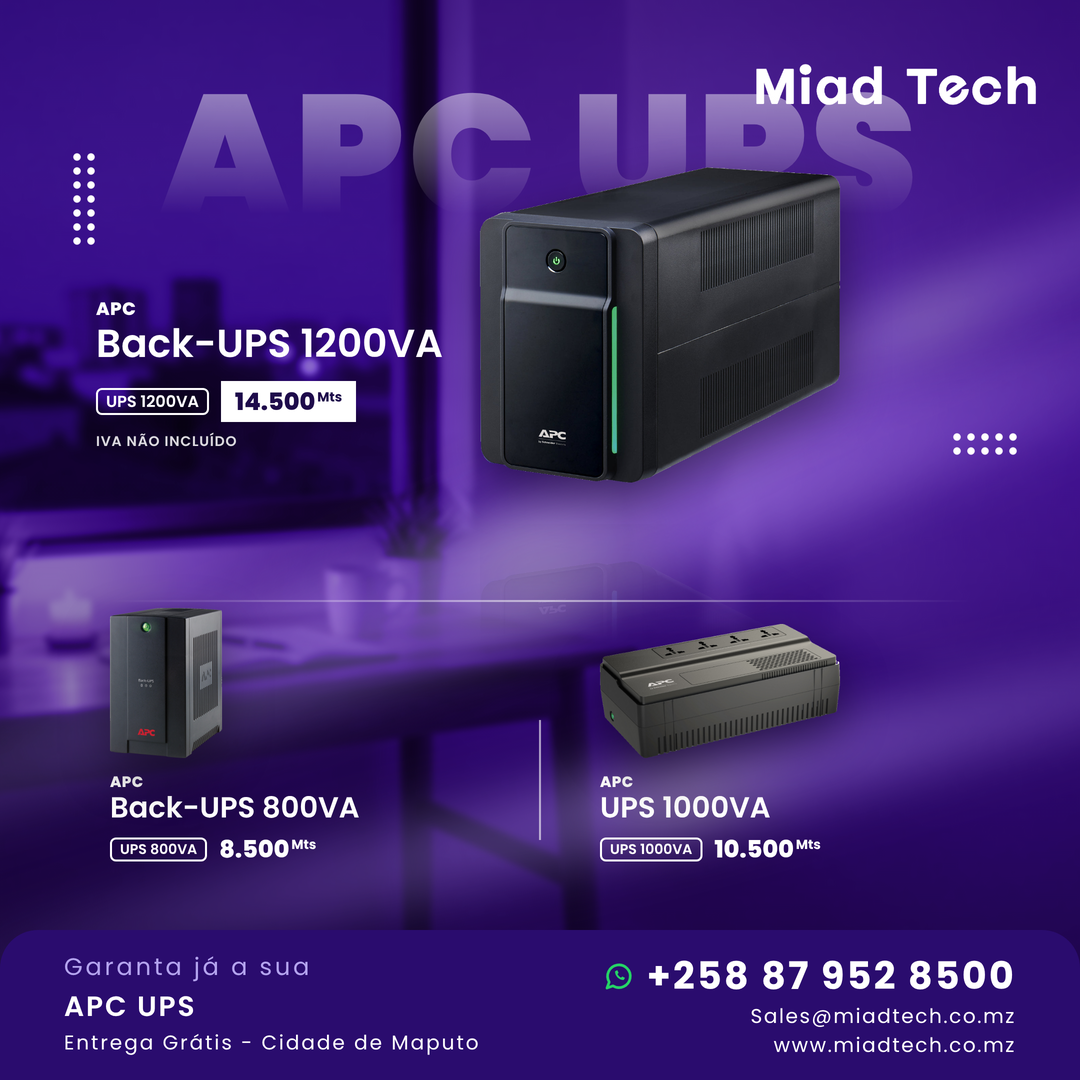 Miad Tech
APC UPS
APC
Back-UPS 1200VA
UPS 1200VA 14.500 Mts
IVA NÃO INCLUÍDO
APC
Back-UPS
APC
APC
APC
Back-UPS 800VA
UPS 800VA 8.500 Mts
APC
UPS 1000VA
UPS 1000VA 10.500 Mts
Garanta já a sua
APC UPS
Entrega Grátis - Cidade de Maputo
+258 87 952 8500
Sales@miadtech.co.mz
www.miadtech.co.mz